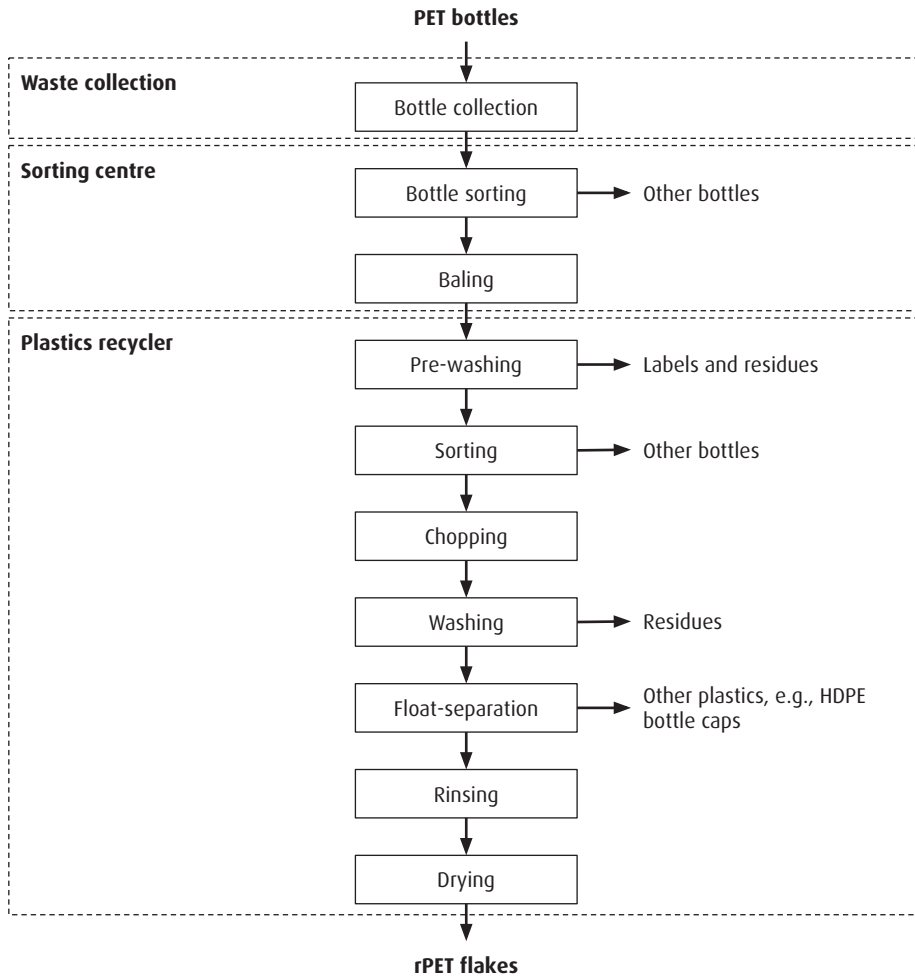 PET bottles
Waste collection
Bottle collection
Sorting centre
Bottle sorting
Other bottles
Baling
Plastics recycler
Pre-washing
Labels and residues
Sorting
Other bottles
Chopping
Washing
Residues
Float-separation
Other plastics, e.g., HDPE
bottle caps
Rinsing
Drying
rPET flakes